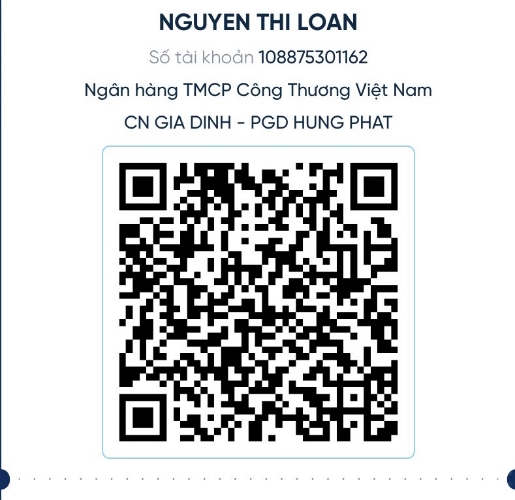 NGUYEN THI LOAN
Số tài khoản 108875301162
Ngân hàng TMCP Công Thương Việt Nam
CN GIA DINH - PGD HUNG PHAT